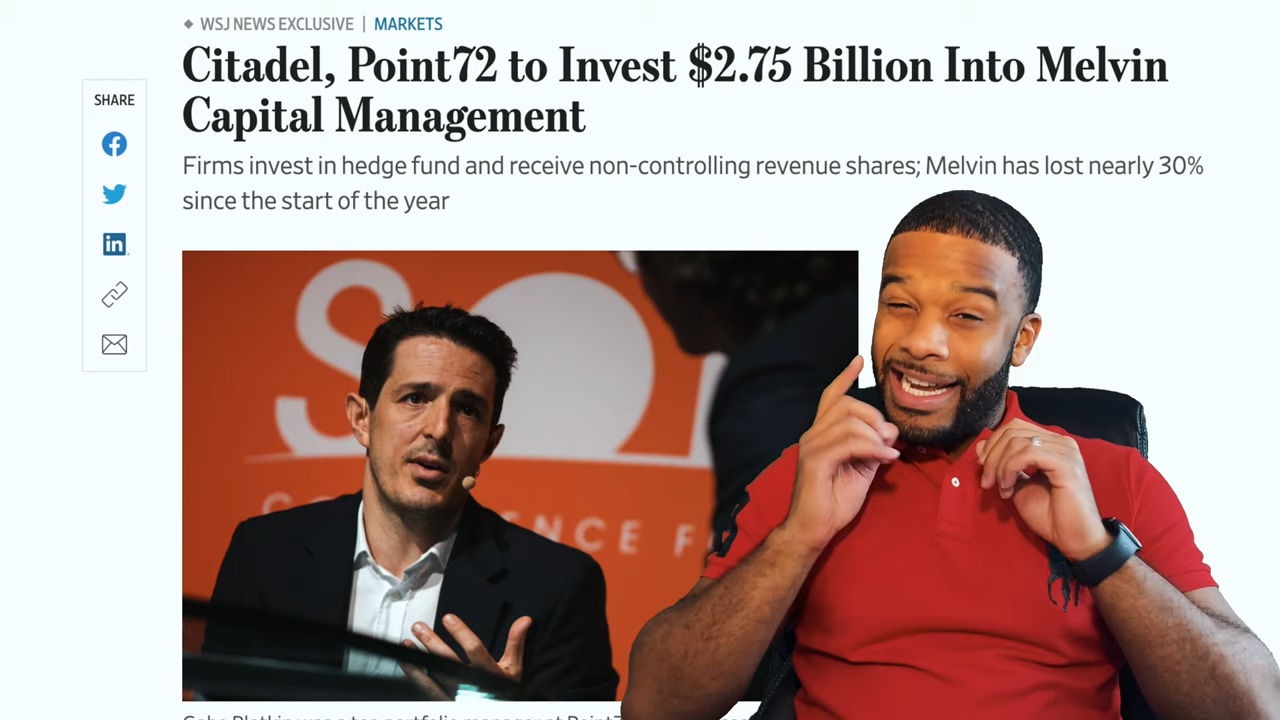 WSJ NEWS EXCLUSIVE | MARKETS
Citadel, Point72 to Invest $2.75 Billion Into Melvin
Capital Management
Firms invest in hedge fund and receive non-controlling revenue shares; Melvin has lost nearly 30%
since the start of the year
SHARE
in